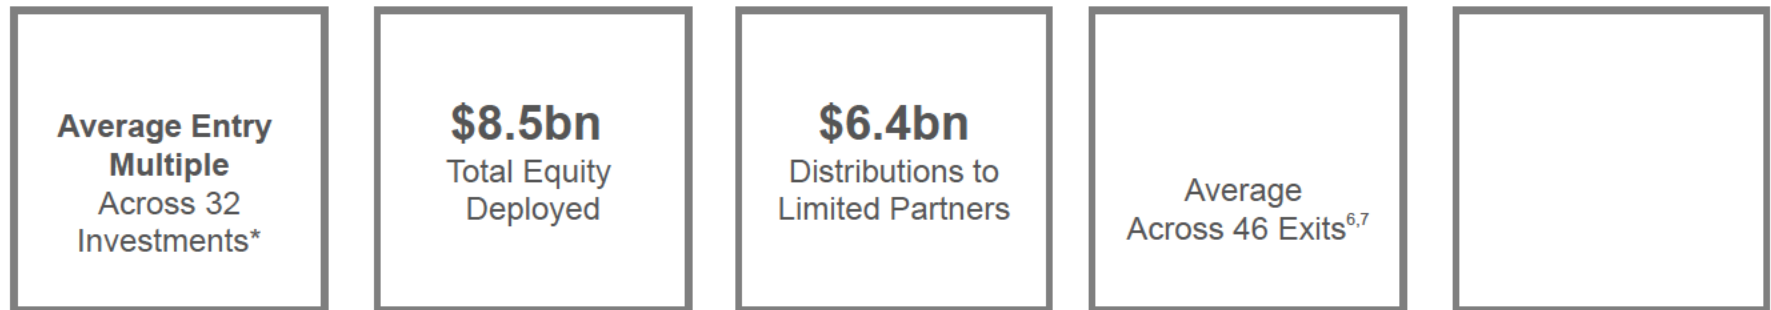 Average Entry
Multiple
Across 32
Investments*
$8.5bn
Total Equity
Deployed
$6.4bn
Distributions to
Limited Partners
Average
Across 46 Exits6,7